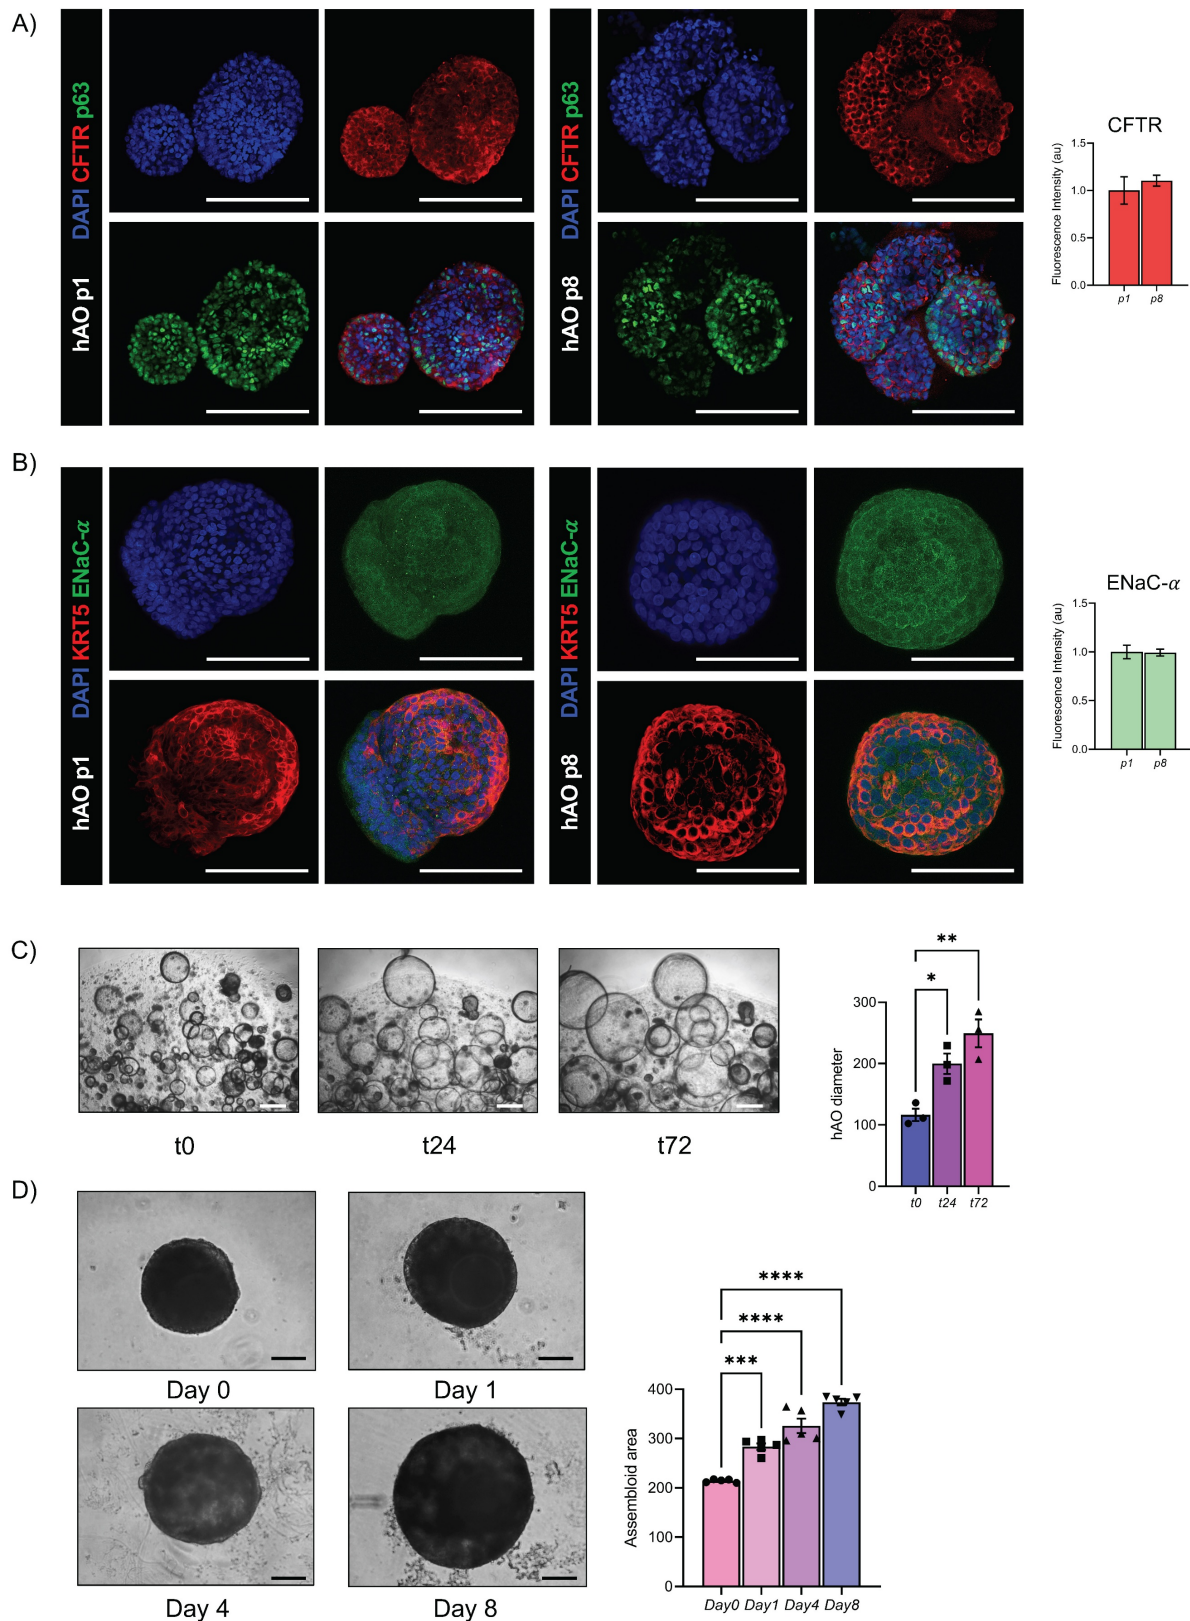 A)
hAO p1 DAPI CFTR p63
hAO p8 DAPI CFTR p63
CFTR
Fluorescence Intensity (au)
1.5
1.0
0.5
0.0
p1 p8
B)
hAO p1 DAPI KRT5 ENaC-α
hAO p8 DAPI KRT5 ENaC-α
ENaC-α
Fluorescence Intensity (au)
1.5
1.0
0.5
0.0
p1 p8
C)
t0
t24
t72
**
*
hAO diameter
300
200
100
0
t0 t24 t72
D)
Day 0
Day 1
Day 4
Day 8
****
****
***
Assembloid area
400
300
200
100
0
Day0 Day1 Day4 Day8